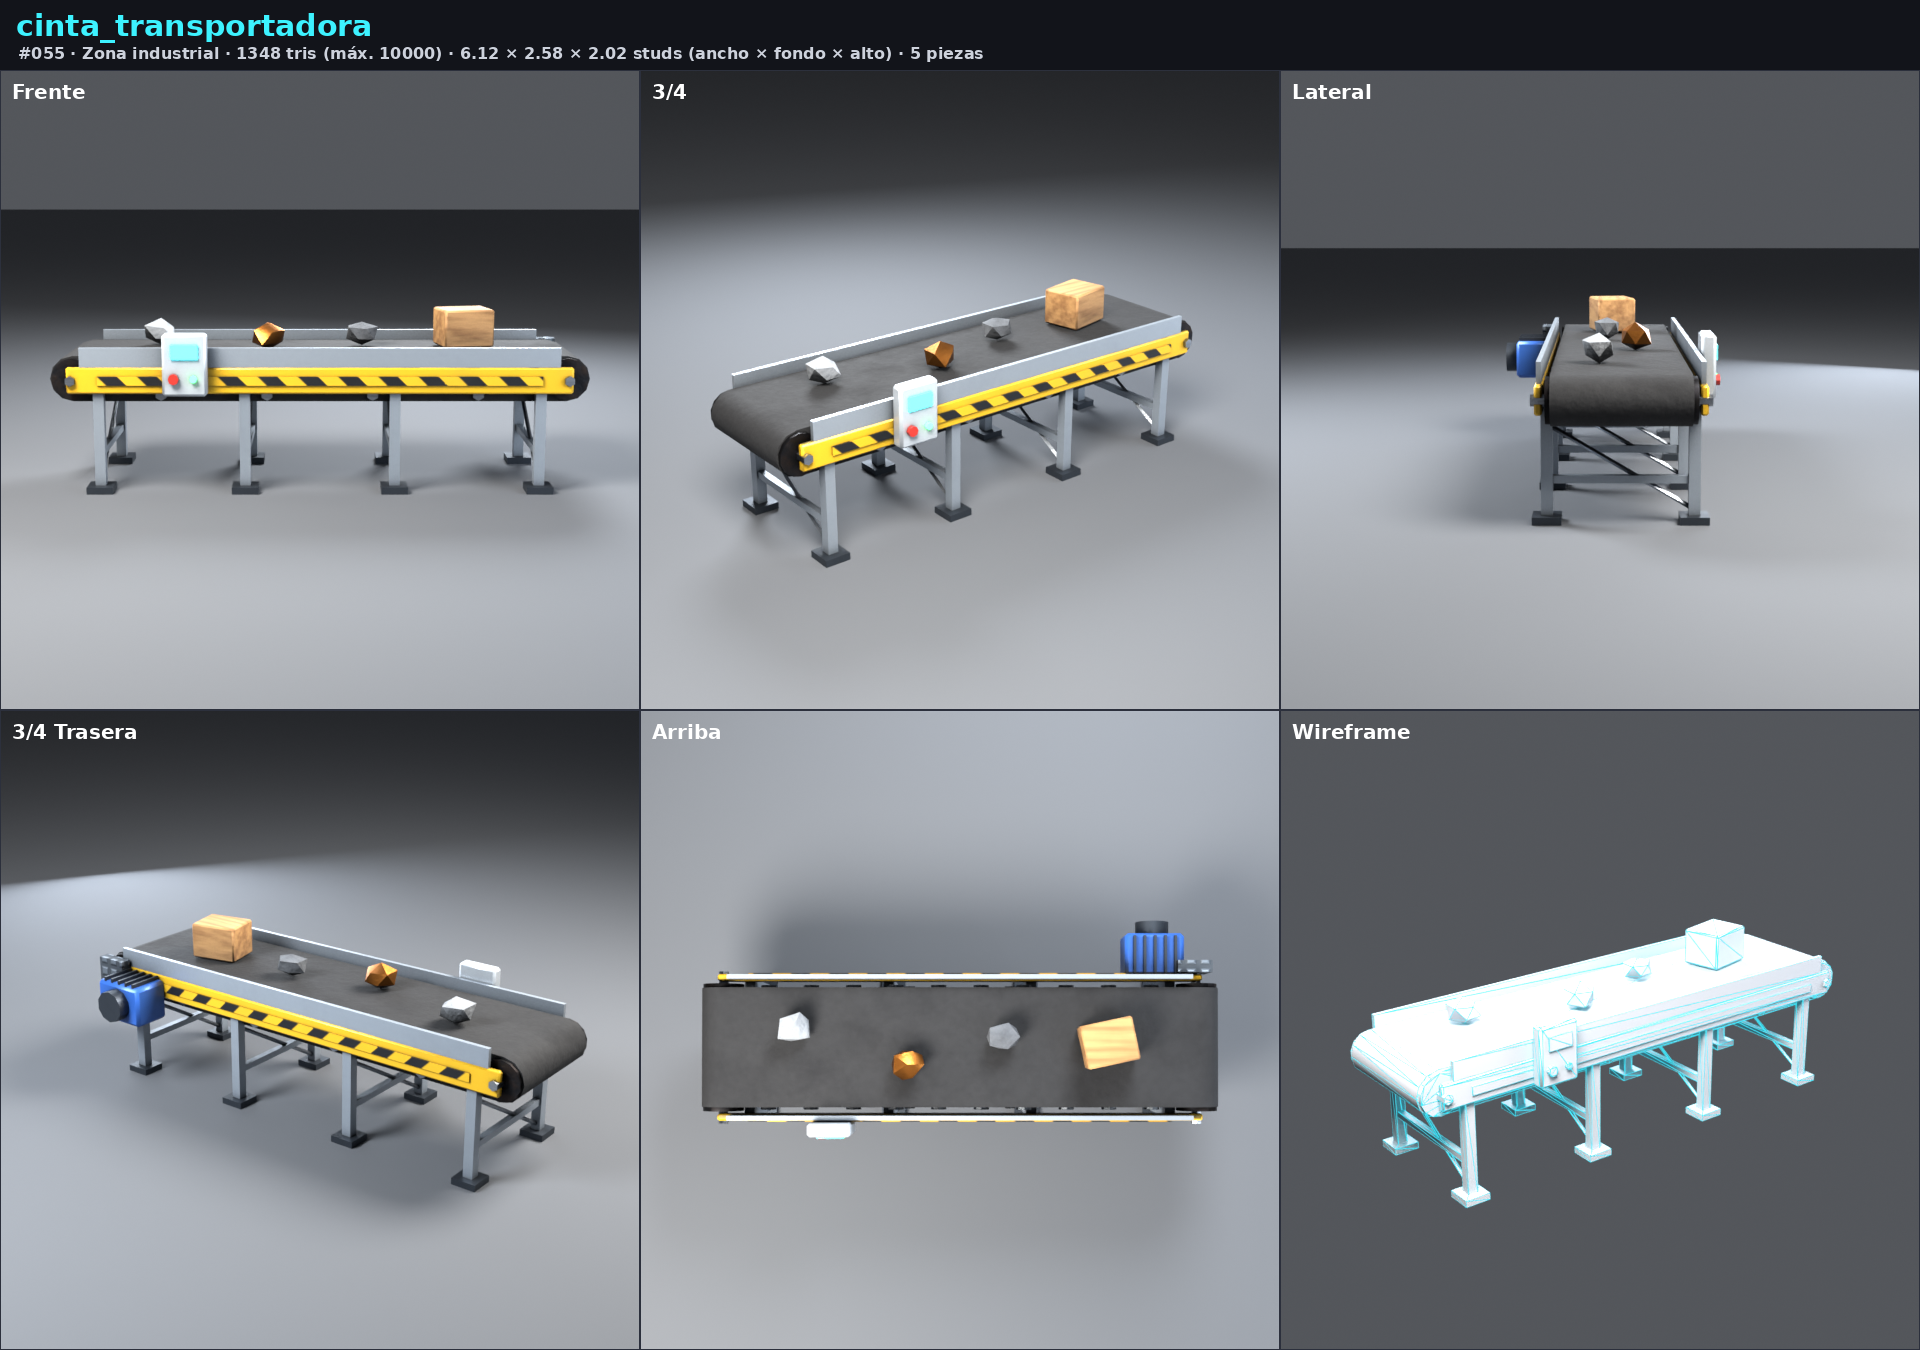 cinta_transportadora
#055 · Zona industrial · 1348 tris (máx. 10000) · 6.12 × 2.58 × 2.02 studs (ancho × fondo × alto) · 5 piezas
Frente
3/4
Lateral
3/4 Trasera
Arriba
Wireframe